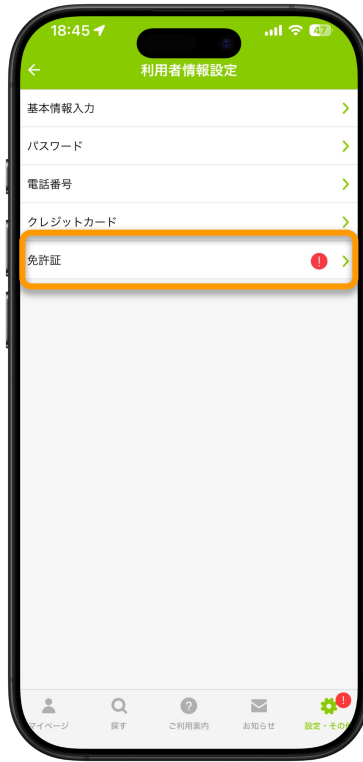 18:45
47
利用者情報設定
基本情報入力
パスワード
電話番号
クレジットカード
免許証
!
!
マイページ
探す
?
ご利用案内
お知らせ
設定・その他